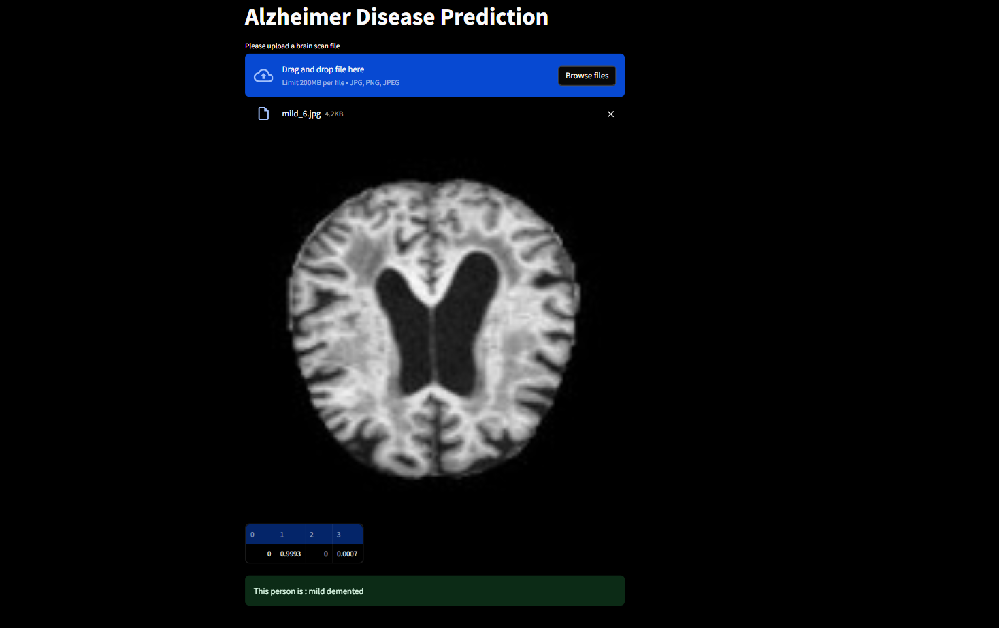 Alzheimer Disease Prediction
Please upload a brain scan file
Drag and drop file here
Limit 200MB per file • JPG, PNG, JPEG
Browse files
mild_6.jpg 4.2KB
0 1 2 3
0 0.9993 0 0.0007
This person is : mild demented